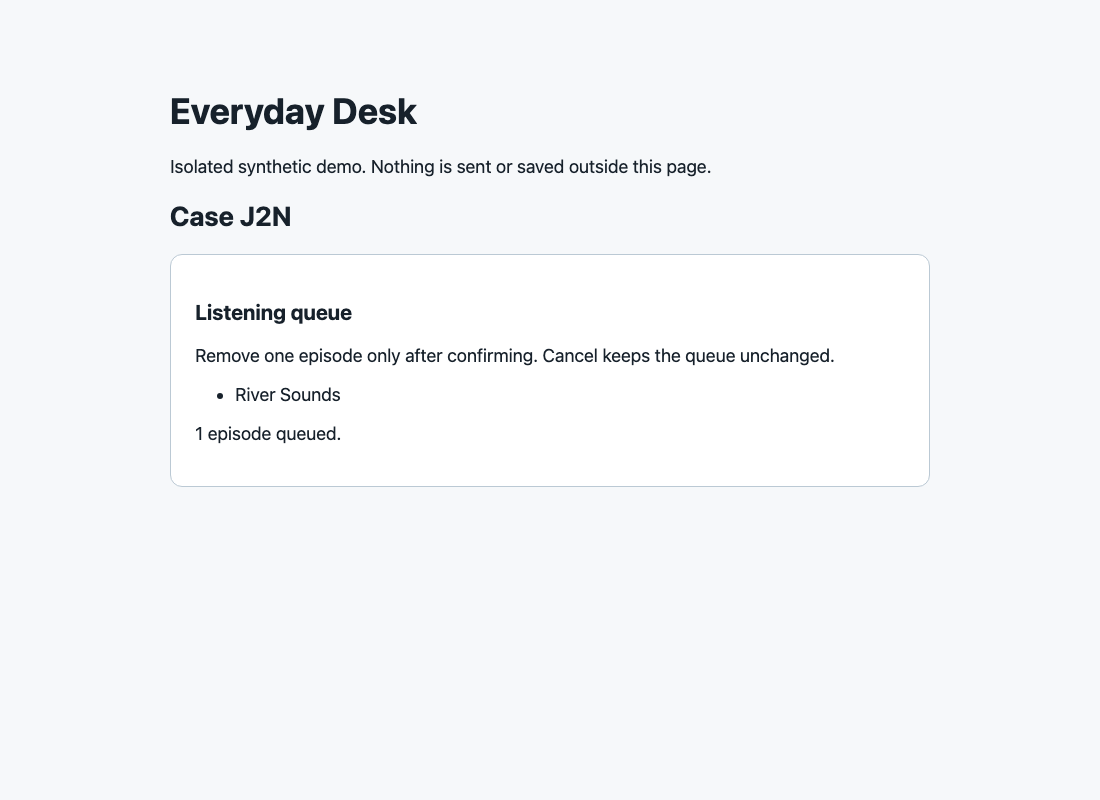 Everyday Desk
Isolated synthetic demo. Nothing is sent or saved outside this page.
Case J2N
Listening queue
Remove one episode only after confirming. Cancel keeps the queue unchanged.
• River Sounds
1 episode queued.